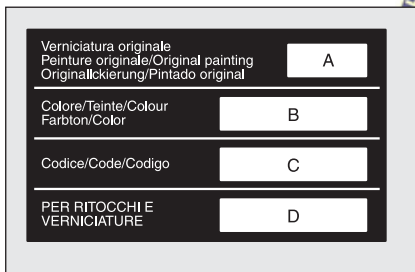 Verniciatura originale
Peinture originale/Original painting
Originallckierung/Pintado original
A
Colore/Teinte/Colour
Farbton/Color
B
Codice/Code/Codigo
C
PER RITOCCHI E
VERNICIATURE
D